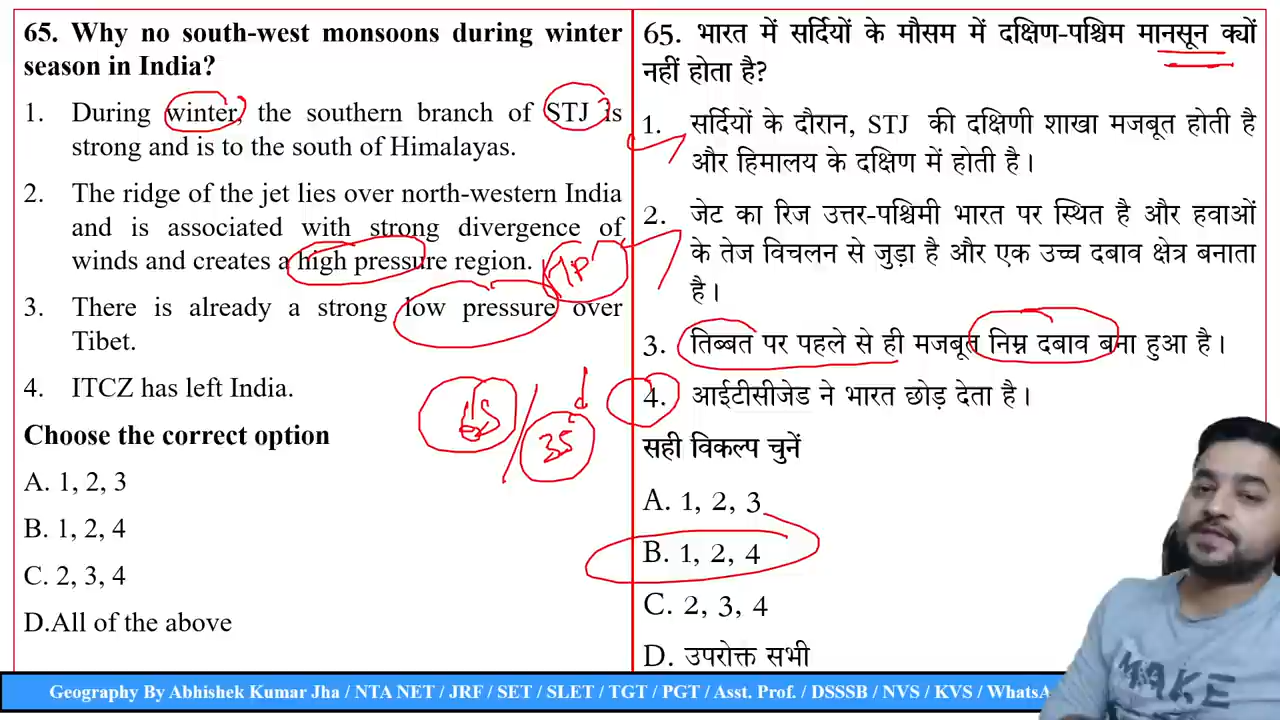 65. Why no south-west monsoons during winter
season in India?
1. During winter, the southern branch of STJ is
strong and is to the south of Himalayas.
2. The ridge of the jet lies over north-western India
and is associated with strong divergence of
winds and creates a high pressure region.
3. There is already a strong low pressure over
Tibet.
4. ITCZ has left India.
Choose the correct option
A. 1, 2, 3
B. 1, 2, 4
C. 2, 3, 4
D.All of the above
HP
65 / 35
65. भारत में सर्दियों के मौसम में दक्षिण-पश्चिम मानसून क्यों
नहीं होता है?
1. सर्दियों के दौरान, STJ की दक्षिणी शाखा मजबूत होती है
और हिमालय के दक्षिण में होती है।
2. जेट का रिज उत्तर-पश्चिमी भारत पर स्थित है और हवाओं
के तेज विचलन से जुड़ा है और एक उच्च दबाव क्षेत्र बनाता
है।
3. तिब्बत पर पहले से ही मजबूत निम्न दबाव बना हुआ है।
4. आईटीसीजेड ने भारत छोड़ देता है।
सही विकल्प चुनें
A. 1, 2, 3
B. 1, 2, 4
C. 2, 3, 4
D. उपरोक्त सभी
MAKE
Geography By Abhishek Kumar Jha / NTA NET / JRF / SET / SLET / TGT / PGT / Asst. Prof. / DSSSB / NVS / KVS / WhatsA